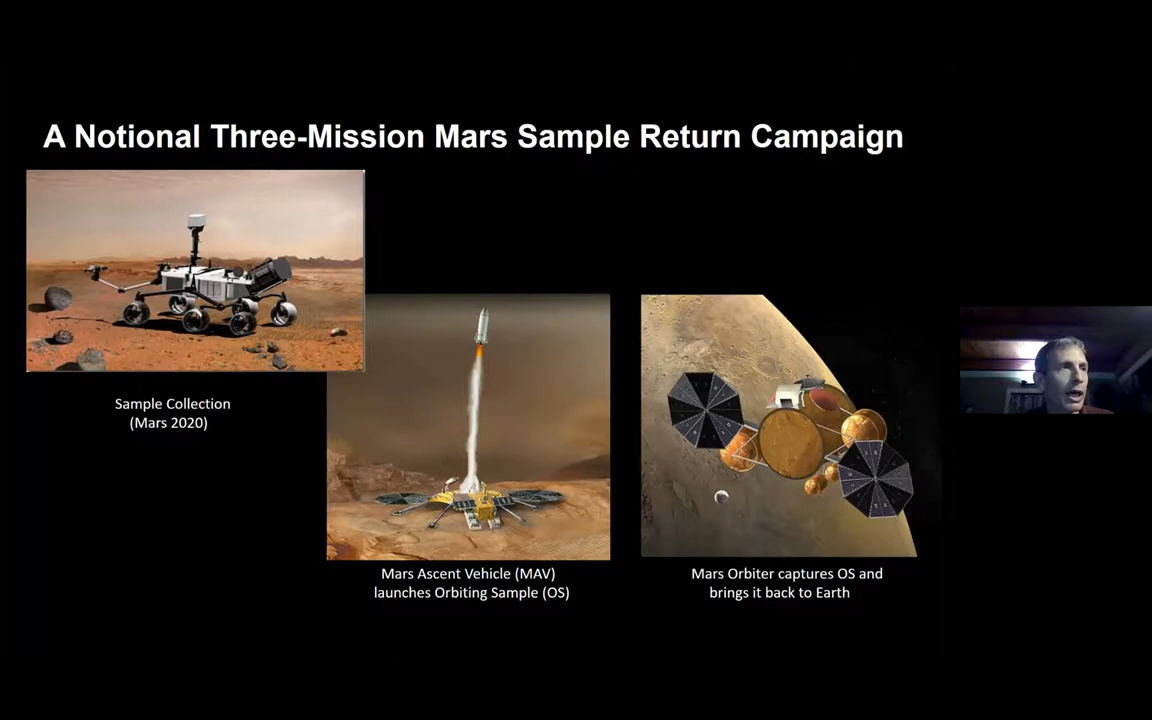 A Notional Three-Mission Mars Sample Return Campaign
Sample Collection
(Mars 2020)
Mars Ascent Vehicle (MAV)
launches Orbiting Sample (OS)
Mars Orbiter captures OS and
brings it back to Earth